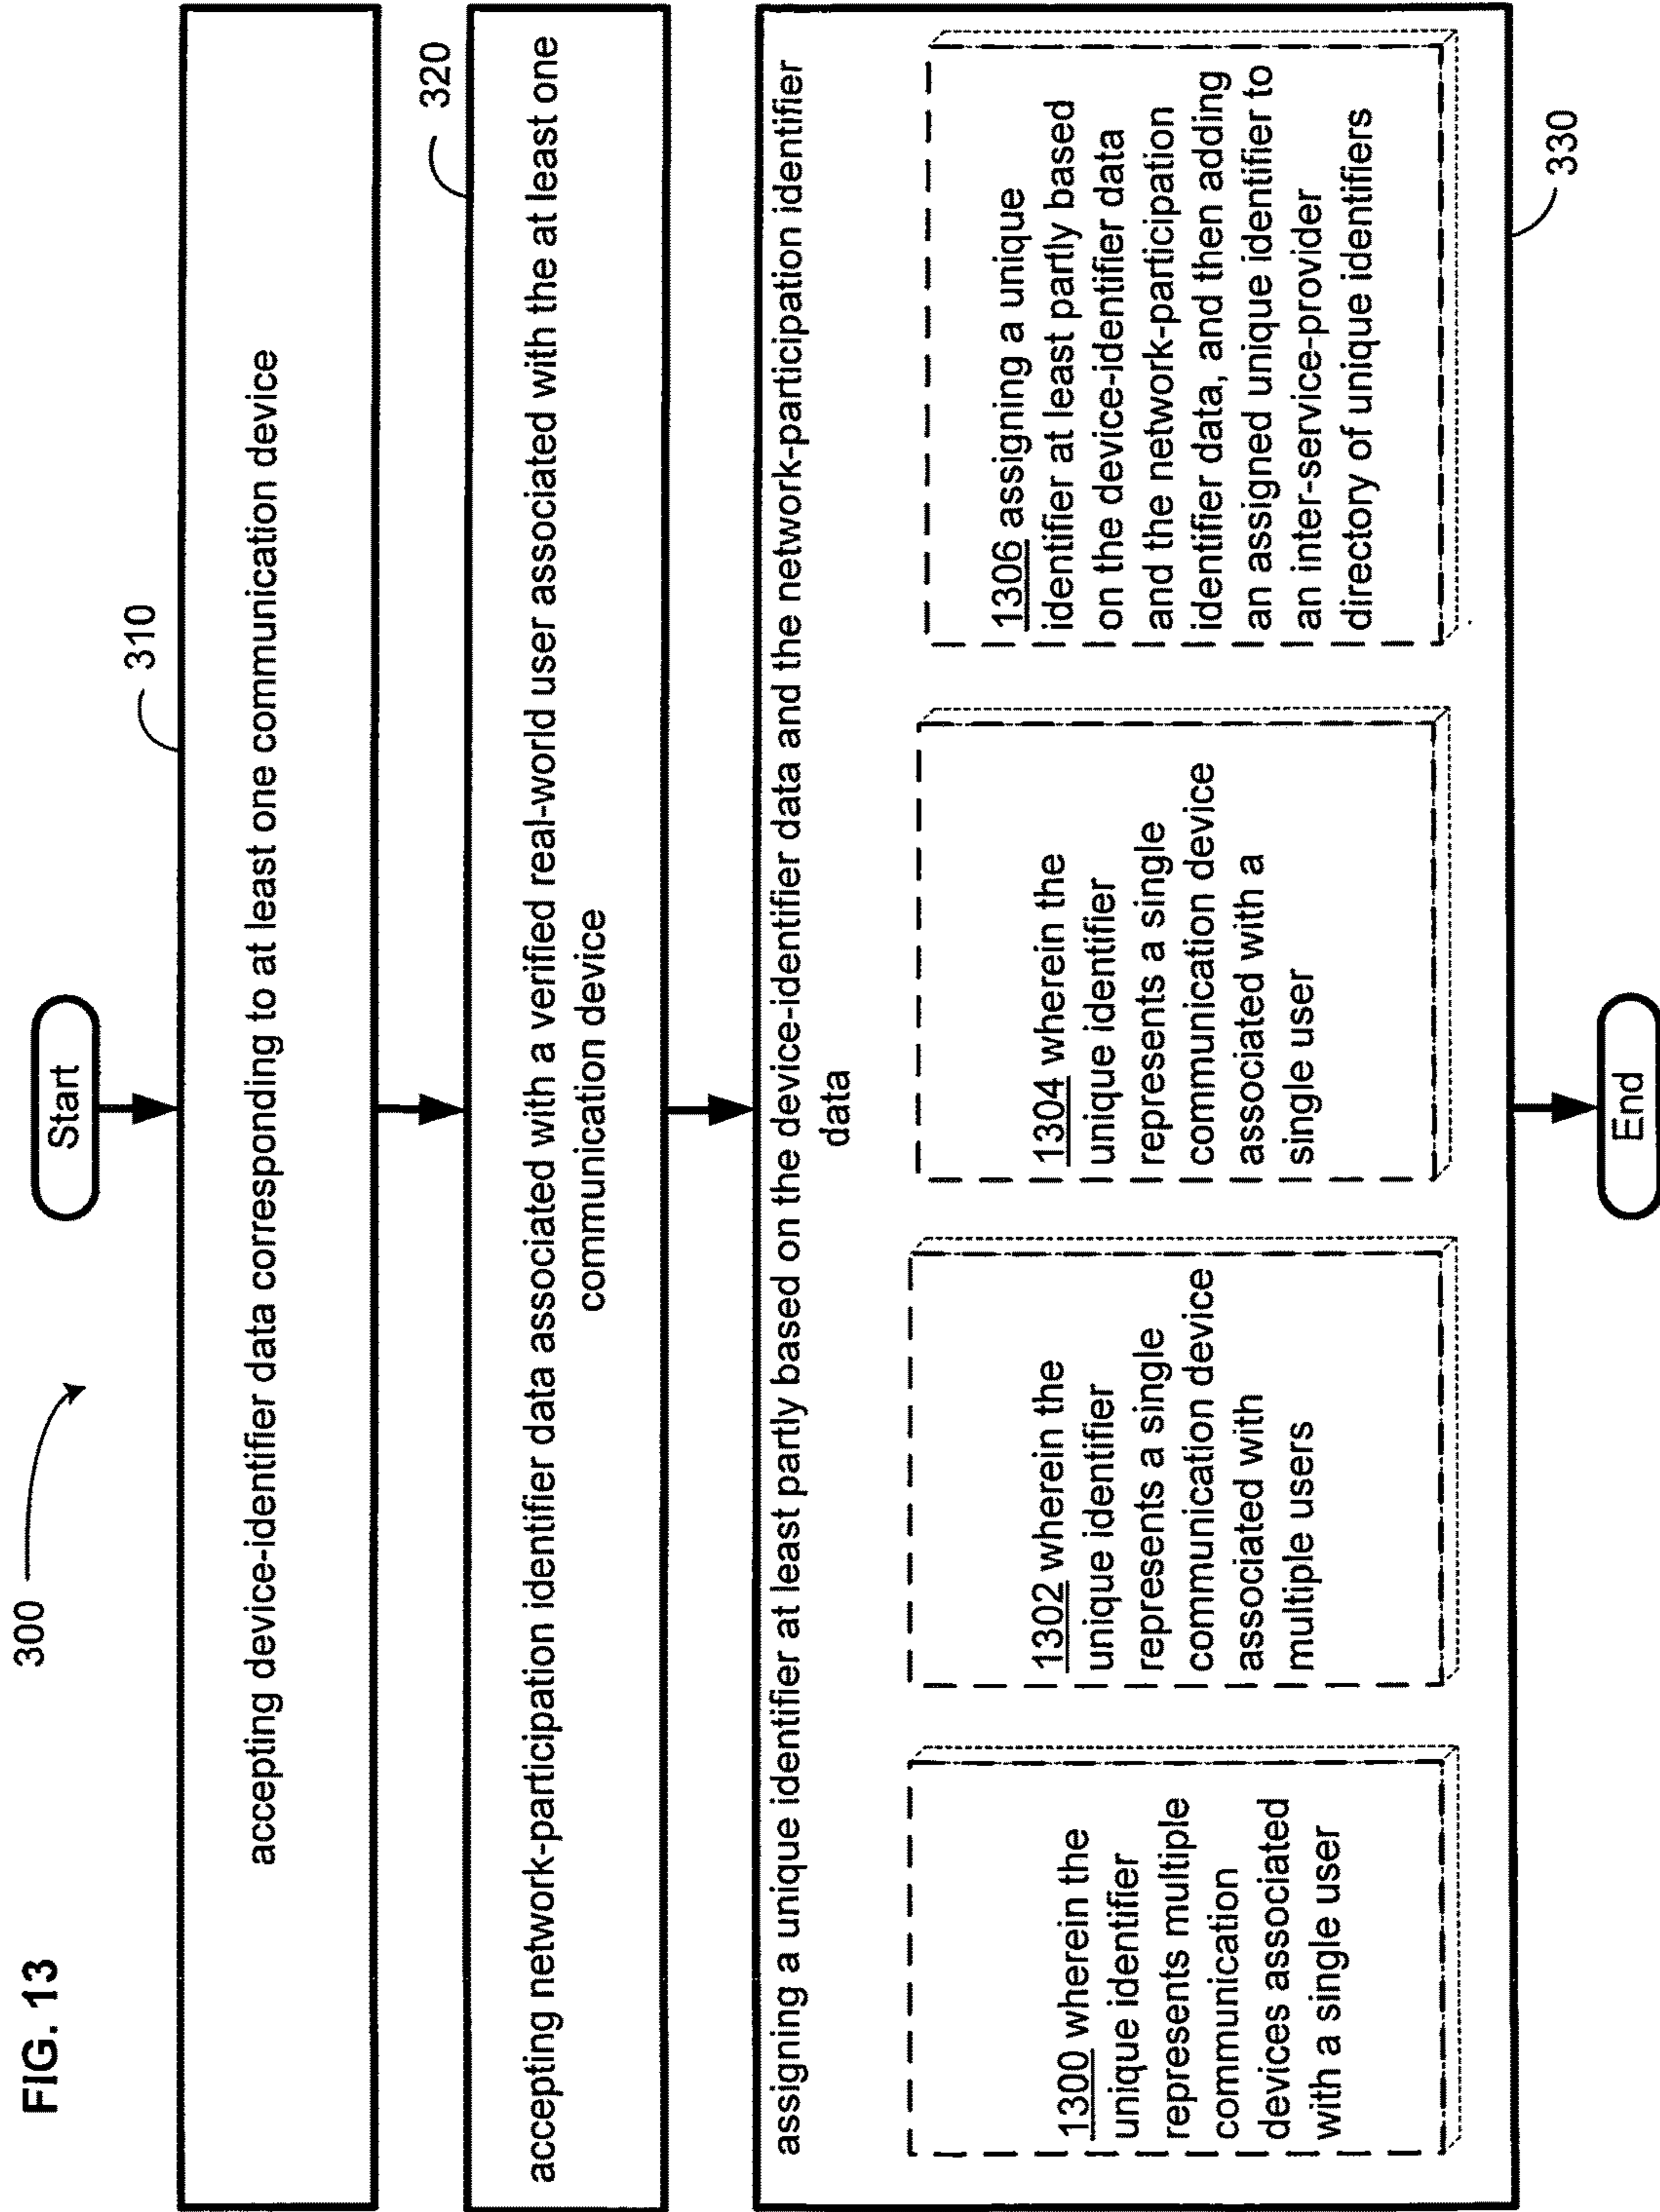 FIG. 13
300
Start
310
accepting device-identifier data corresponding to at least one communication device
320
accepting network-participation identifier data associated with a verified real-world user associated with the at least one
communication device
assigning a unique identifier at least partly based on the device-identifier data and the network-participation identifier
data
1300 wherein the
unique identifier
represents multiple
communication
devices associated
with a single user
1302 wherein the
unique identifier
represents a single
communication device
associated with
multiple users
1304 wherein the
unique identifier
represents a single
communication device
associated with a
single user
1306 assigning a unique
identifier at least partly based
on the device-identifier data
and the network-participation
identifier data, and then adding
an assigned unique identifier to
an inter-service-provider
directory of unique identifiers
330
End